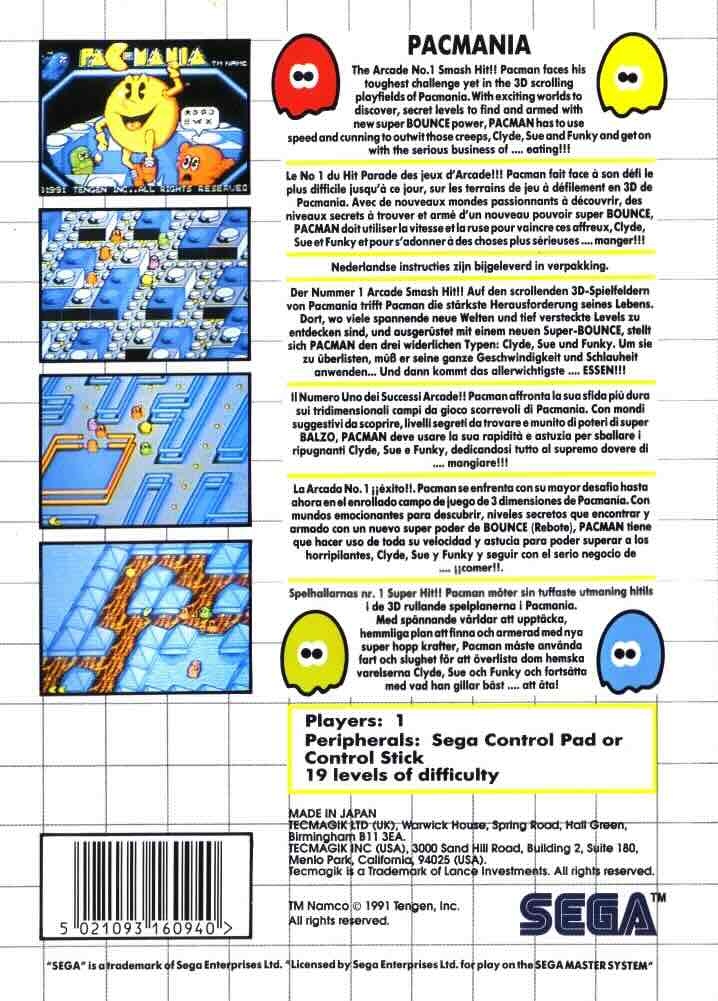 PAC-MANIA
TM NAMCO
©1991 TENGEN INC. ALL RIGHTS RESERVED
PACMANIA
The Arcade No.1 Smash Hit!! Pacman faces his
toughest challenge yet in the 3D scrolling
playfields of Pacmania. With exciting worlds to
discover, secret levels to find and armed with
new super BOUNCE power, PACMAN has to use
speed and cunning to outwit those creeps, Clyde, Sue and Funky and get on
with the serious business of .... eating!!!
Le No 1 du Hit Parade des jeux d'Arcade!!! Pacman fait face à son défi le
plus difficile jusqu'à ce jour, sur les terrains de jeu à défilement en 3D de
Pacmania. Avec de nouveaux mondes passionnants à découvrir, des
niveaux secrets à trouver et armé d'un nouveau pouvoir super BOUNCE,
PACMAN doit utiliser la vitesse et la ruse pour vaincre ces affreux, Clyde,
Sue et Funky et pour s'adonner à des choses plus sérieuses .... manger!!!
Nederlandse instructies zijn bijgeleverd in verpakking.
Der Nummer 1 Arcade Smash Hit!! Auf den scrollenden 3D-Spielfeldern
von Pacmania trifft Pacman die stärkste Herausforderung seines Lebens.
Dort, wo viele spannende neue Welten und tief versteckte Levels zu
entdecken sind, und ausgerüstet mit einem neuen Super-BOUNCE, stellt
sich PACMAN den drei widerlichen Typen: Clyde, Sue und Funky. Um sie
zu überlisten, müß er seine ganze Geschwindigkeit und Schlauheit
anwenden... Und dann kommt das allerwichtigste .... ESSEN!!!
Il Numero Uno dei Successi Arcade!! Pacman affronta la sua sfida più dura
sui tridimensionali campi da gioco scorrevoli di Pacmania. Con mondi
suggestivi da scoprire, livelli segreti da trovare e munito di poteri di super
BALZO, PACMAN deve usare la sua rapidità e astuzia per sballare i
ripugnanti Clyde, Sue e Funky, dedicandosi tutto al supremo dovere di
.... mangiare!!!
La Arcada No. 1 ¡¡éxito!!. Pacman se enfrenta con su mayor desafío hasta
ahora en el enrollado campo de juego de 3 dimensiones de Pacmania. Con
mundos emocionantes para descubrir, niveles secretos que encontrar y
armado con un nuevo super poder de BOUNCE (Rebote), PACMAN tiene
que hacer uso de toda su velocidad y astucia para poder superar a los
horripilantes, Clyde, Sue y Funky y seguir con el serio negocio de
.... ¡¡comer!!.
Spelhallarnas nr. 1 Super Hit!! Pacman möter sin tuffaste utmaning hitils
i de 3D rullande spelplanerna i Pacmania.
Med spännande världar att upptäcka,
hemmliga plan att finna och armerad med nya
super hopp krafter, Pacman måste använda
fart och slughet för att överlista dom hemska
varelserna Clyde, Sue och Funky och fortsätta
med vad han gillar bäst .... att äta!
Players: 1
Peripherals: Sega Control Pad or
Control Stick
19 levels of difficulty
MADE IN JAPAN
TECMAGIK LTD (UK), Warwick House, Spring Road, Hall Green,
Birmingham B11 3EA.
TECMAGIK INC (USA), 3000 Sand Hill Road, Building 2, Suite 180,
Menlo Park, California, 94025 (USA).
Tecmagik is a Trademark of Lance Investments. All rights reserved.
TM Namco © 1991 Tengen, Inc.
All rights reserved.
SEGA™
5 021093 160940 >
"SEGA" is a trademark of Sega Enterprises Ltd. "Licensed by Sega Enterprises Ltd. for play on the SEGA MASTER SYSTEM"